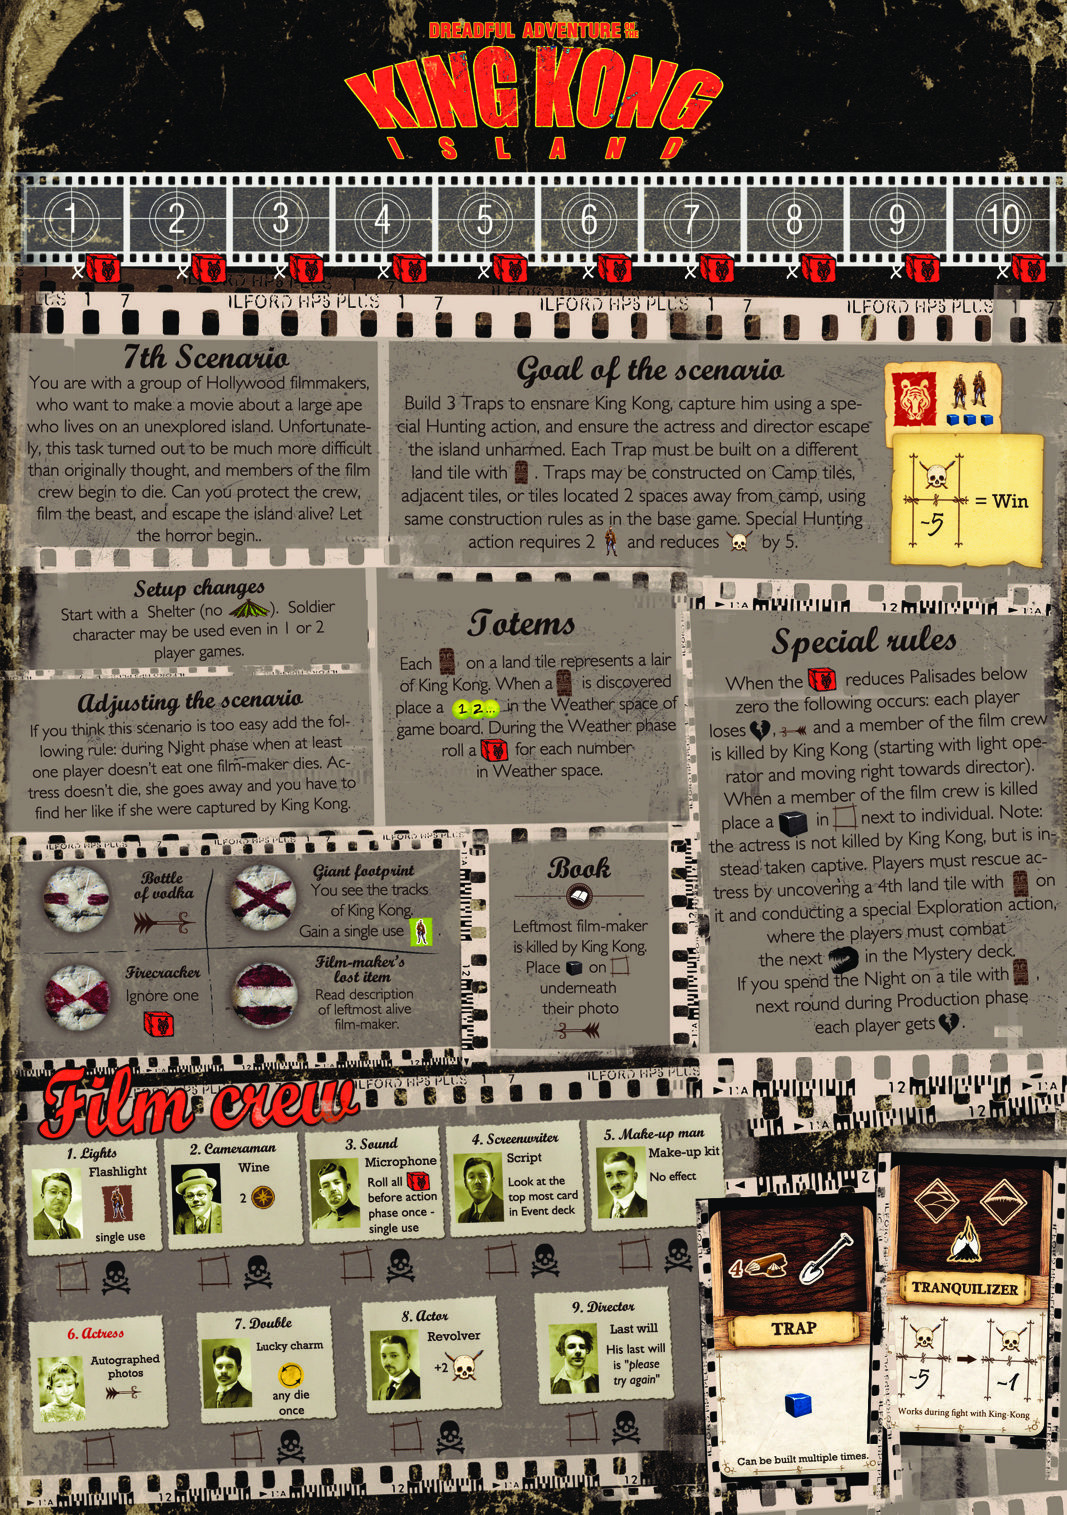 DREADFUL ADVENTURE ON THE
KING KONG
ISLAND
1 2 3 4 5 6 7 8 9 10
x x x x x x x x x x
1 7 ILFORD HP5 PLUS 1 7 ILFORD HP5 PLUS 1 7 ILFORD HP5 PLUS 1 7
7th Scenario
You are with a group of Hollywood filmmakers,
who want to make a movie about a large ape
who lives on an unexplored island. Unfortunate-
ly, this task turned out to be much more difficult
than originally thought, and members of the film
crew begin to die. Can you protect the crew,
film the beast, and escape the island alive? Let
the horror begin..
Goal of the scenario
Build 3 Traps to ensnare King Kong, capture him using a spe-
cial Hunting action, and ensure the actress and director escape
the island unharmed. Each Trap must be built on a different
land tile with . Traps may be constructed on Camp tiles,
adjacent tiles, or tiles located 2 spaces away from camp, using
same construction rules as in the base game. Special Hunting
action requires 2 and reduces by 5.
-5 = Win
Setup changes
Start with a Shelter (no ). Soldier
character may be used even in 1 or 2
player games.
Adjusting the scenario
If you think this scenario is too easy add the fol-
lowing rule: during Night phase when at least
one player doesn't eat one film-maker dies. Ac-
tress doesn't die, she goes away and you have to
find her like if she were captured by King Kong.
Totems
Each on a land tile represents a lair
of King Kong. When a is discovered
place a 1 2... in the Weather space of
game board. During the Weather phase
roll a for each number
in Weather space.
Special rules
When the reduces Palisades below
zero the following occurs: each player
loses , and a member of the film crew
is killed by King Kong (starting with light ope-
rator and moving right towards director).
When a member of the film crew is killed
place a in next to individual. Note:
the actress is not killed by King Kong, but is in-
stead taken captive. Players must rescue ac-
tress by uncovering a 4th land tile with on
it and conducting a special Exploration action,
where the players must combat
the next in the Mystery deck.
If you spend the Night on a tile with ,
next round during Production phase
each player gets .
Bottle
of vodka
Giant footprint
You see the tracks
of King Kong.
Gain a single use .
Firecracker
Ignore one
Film-maker's
lost item
Read description
of leftmost alive
film-maker.
Book
Leftmost film-maker
is killed by King Kong.
Place on
underneath
their photo
Film crew
1. Lights
Flashlight
single use
2. Cameraman
Wine
2
3. Sound
Microphone
Roll all
before action
phase once -
single use
4. Screenwriter
Script
Look at the
top most card
in Event deck
5. Make-up man
Make-up kit
No effect
6. Actress
Autographed
photos
7. Double
Lucky charm
any die
once
8. Actor
Revolver
+2
9. Director
Last will
His last will
is "please
try again"
4
TRAP
Can be built multiple times.
TRANQUILIZER
-5 -1
Works during fight with King-Kong